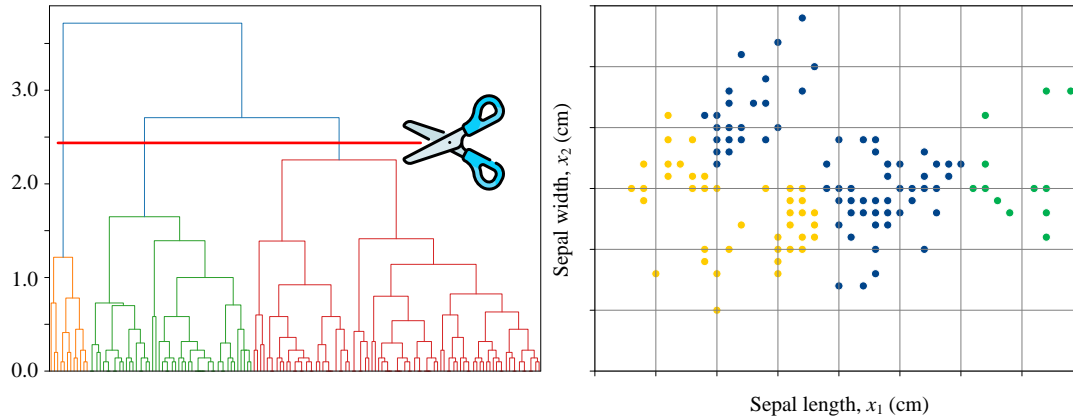 3.0
2.0
1.0
0.0
Sepal width, x₂ (cm)
Sepal length, x₁ (cm)